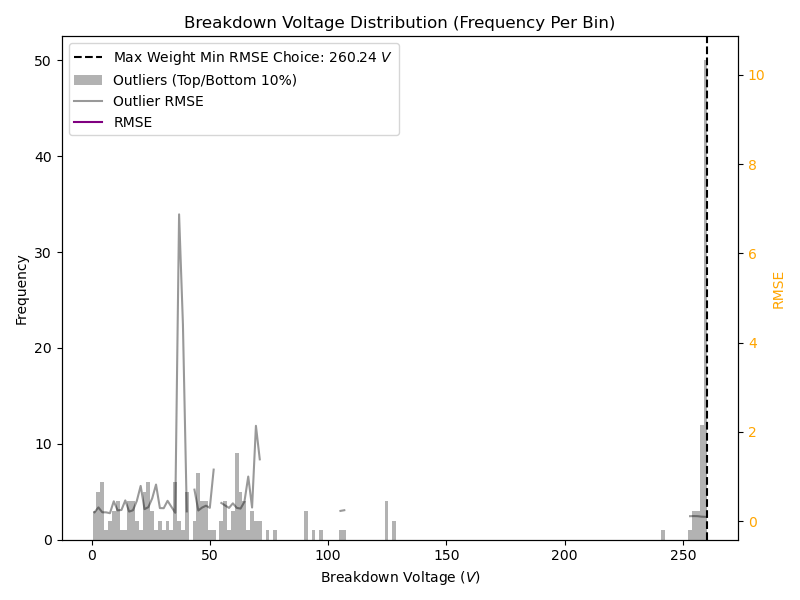 Breakdown Voltage Distribution (Frequency Per Bin)
Max Weight Min RMSE Choice: 260.24 V
Outliers (Top/Bottom 10%)
Outlier RMSE
RMSE
50
40
30
20
10
0
Frequency
10
8
6
4
2
0
RMSE
0 50 100 150 200 250
Breakdown Voltage (V)